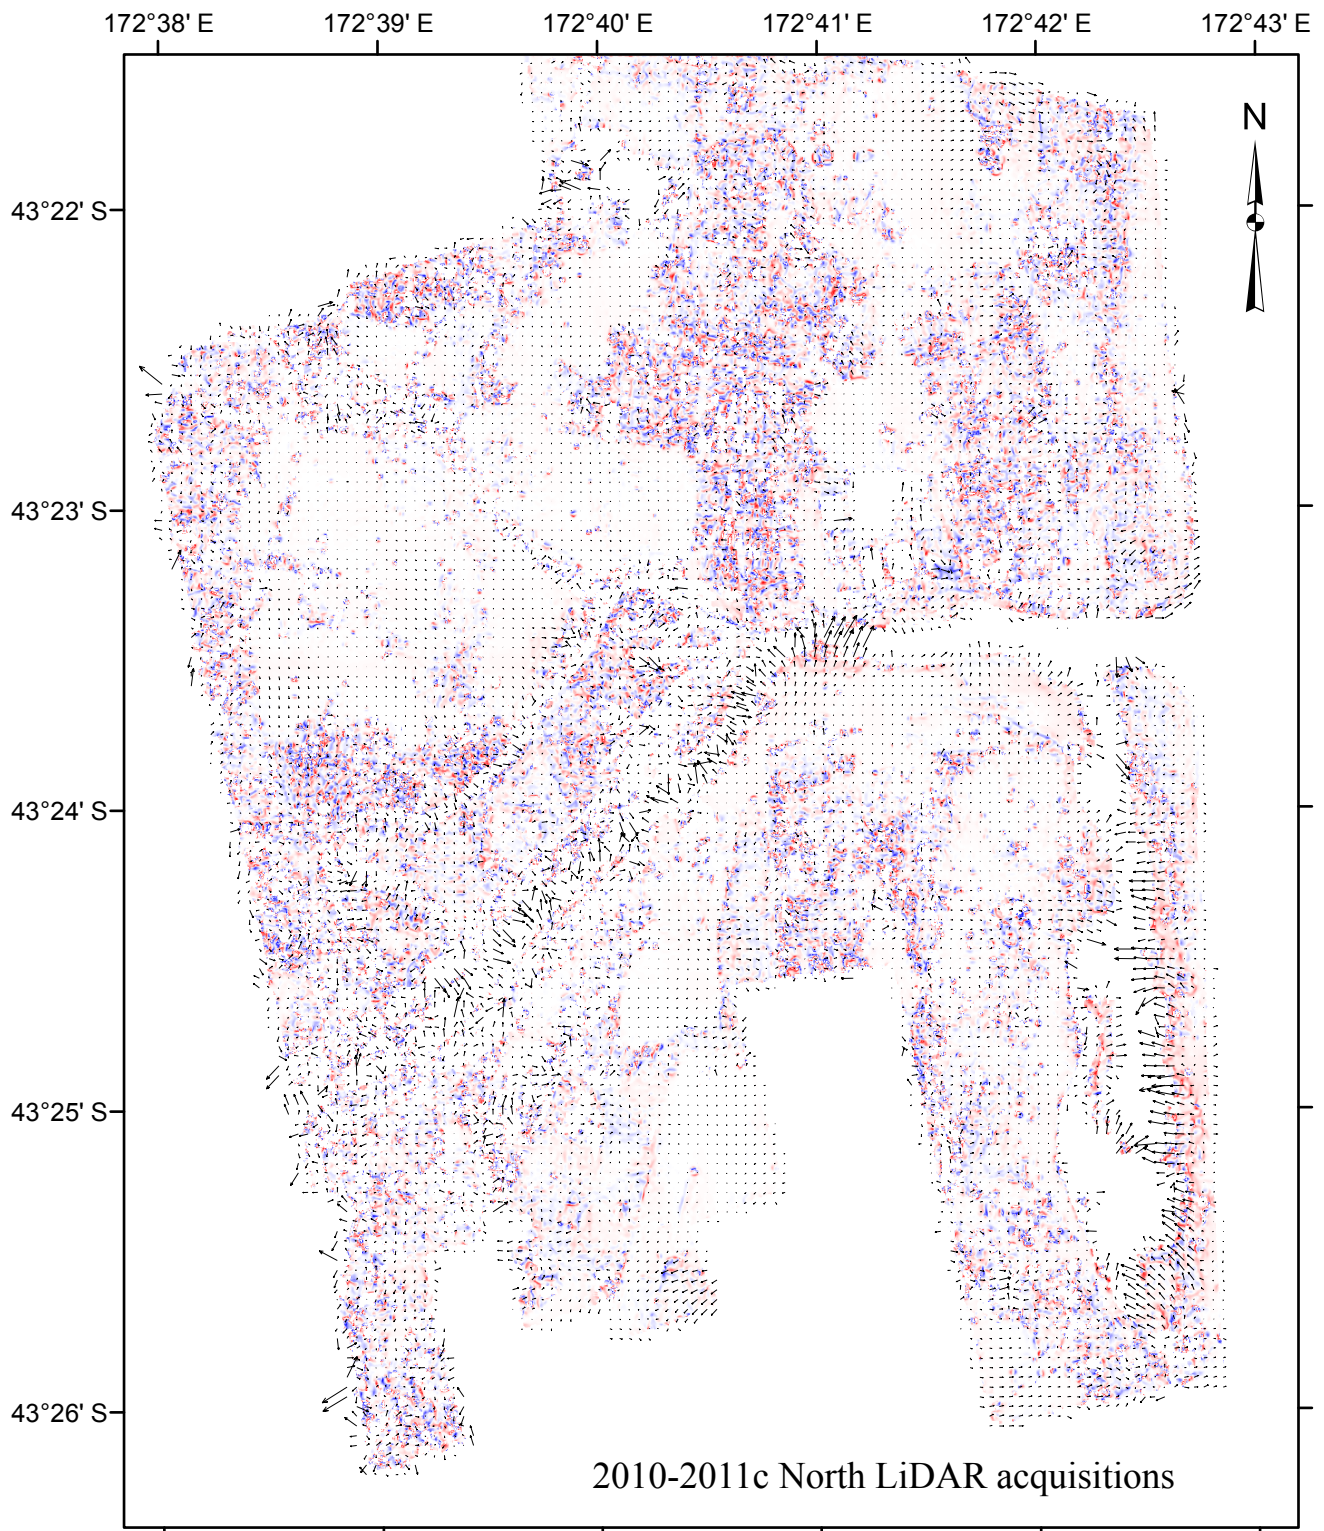 172°38' E 172°39' E 172°40' E 172°41' E 172°42' E 172°43' E
N
43°22' S
43°23' S
43°24' S
43°25' S
43°26' S
2010-2011c North LiDAR acquisitions